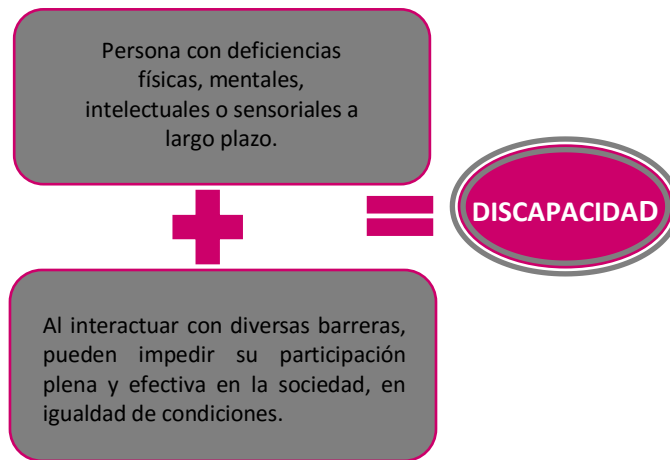 Persona con deficiencias
físicas, mentales,
intelectuales o sensoriales a
largo plazo.
DISCAPACIDAD
Al interactuar con diversas barreras,
pueden impedir su participación
plena y efectiva en la sociedad, en
igualdad de condiciones.